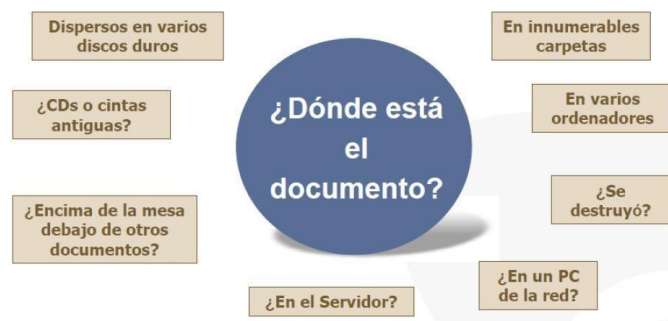 Dispersos en varios
discos duros
En innumerables
carpetas
¿CDs o cintas
antiguas?
¿Dónde está
el
documento?
En varios
ordenadores
¿Encima de la mesa
debajo de otros
documentos?
¿Se
destruyó?
¿En el Servidor?
¿En un PC
de la red?